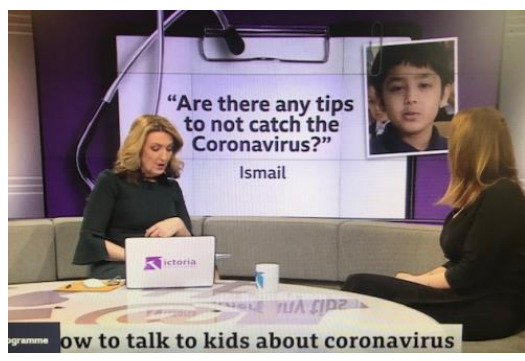 “Are there any tips
to not catch the
Coronavirus?”
Ismail
ictoria
ogramme
ow to talk to kids about coronavirus